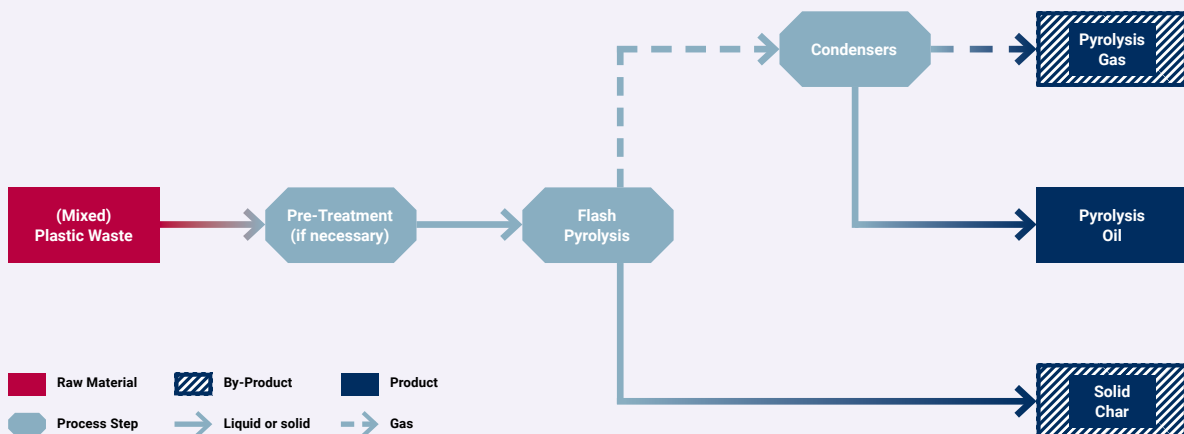 Condensers
Pyrolysis
Gas
(Mixed)
Plastic Waste
Pre-Treatment
(if necessary)
Flash
Pyrolysis
Pyrolysis
Oil
Solid
Char
Raw Material
By-Product
Product
Process Step
Liquid or solid
Gas